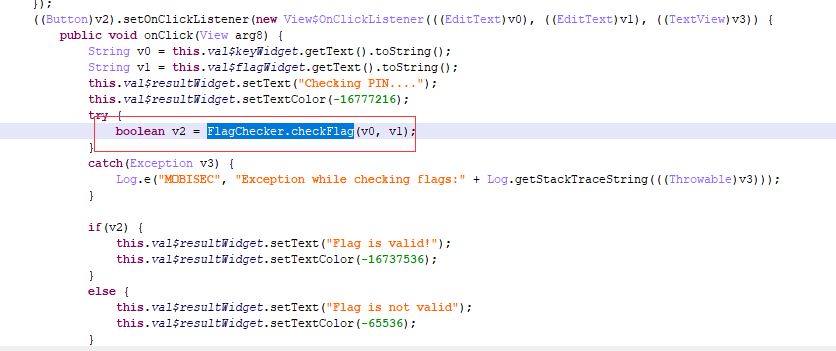 });
((Button)v2).setOnClickListener(new View$OnClickListener(((EditText)v0), ((EditText)v1), ((TextView)v3)) {
public void onClick(View arg8) {
String v0 = this.val$keyWidget.getText().toString();
String v1 = this.val$flagWidget.getText().toString();
this.val$resultWidget.setText("Checking PIN....");
this.val$resultWidget.setTextColor(-16777216);
try {
boolean v2 = FlagChecker.checkFlag(v0, v1);
}
catch(Exception v3) {
Log.e("MOBISEC", "Exception while checking flags:" + Log.getStackTraceString(((Throwable)v3)));
}
if(v2) {
this.val$resultWidget.setText("Flag is valid!");
this.val$resultWidget.setTextColor(-16737536);
}
else {
this.val$resultWidget.setText("Flag is not valid");
this.val$resultWidget.setTextColor(-65536);
}